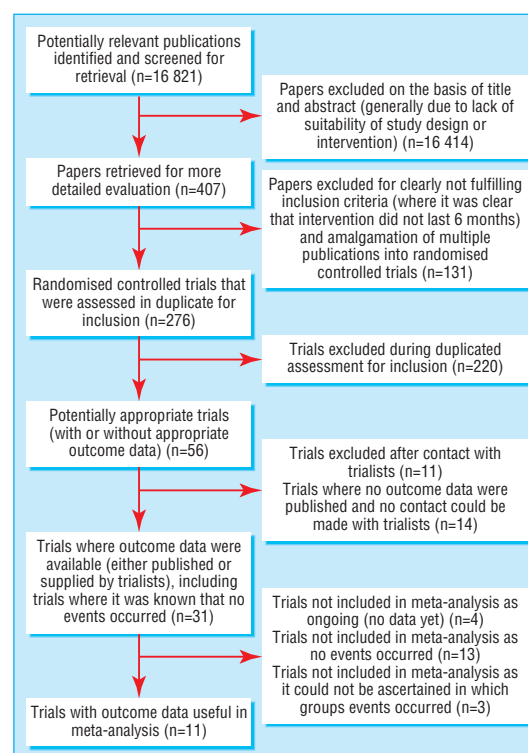 Potentially relevant publications
identified and screened for
retrieval (n=16 821)
Papers excluded on the basis of title
and abstract (generally due to lack of
suitability of study design or
intervention) (n=16 414)
Papers retrieved for more
detailed evaluation (n=407)
Papers excluded for clearly not fulfilling
inclusion criteria (where it was clear
that intervention did not last 6 months)
and amalgamation of multiple
publications into randomised
controlled trials (n=131)
Randomised controlled trials that
were assessed in duplicate for
inclusion (n=276)
Trials excluded during duplicated
assessment for inclusion (n=220)
Potentially appropriate trials
(with or without appropriate
outcome data) (n=56)
Trials excluded after contact with
trialists (n=11)
Trials where no outcome data were
published and no contact could be
made with trialists (n=14)
Trials where outcome data were
available (either published or
supplied by trialists), including
trials where it was known that no
events occurred (n=31)
Trials not included in meta-analysis as
ongoing (no data yet) (n=4)
Trials not included in meta-analysis as
no events occurred (n=13)
Trials not included in meta-analysis as
it could not be ascertained in which
groups events occurred (n=3)
Trials with outcome data useful in
meta-analysis (n=11)